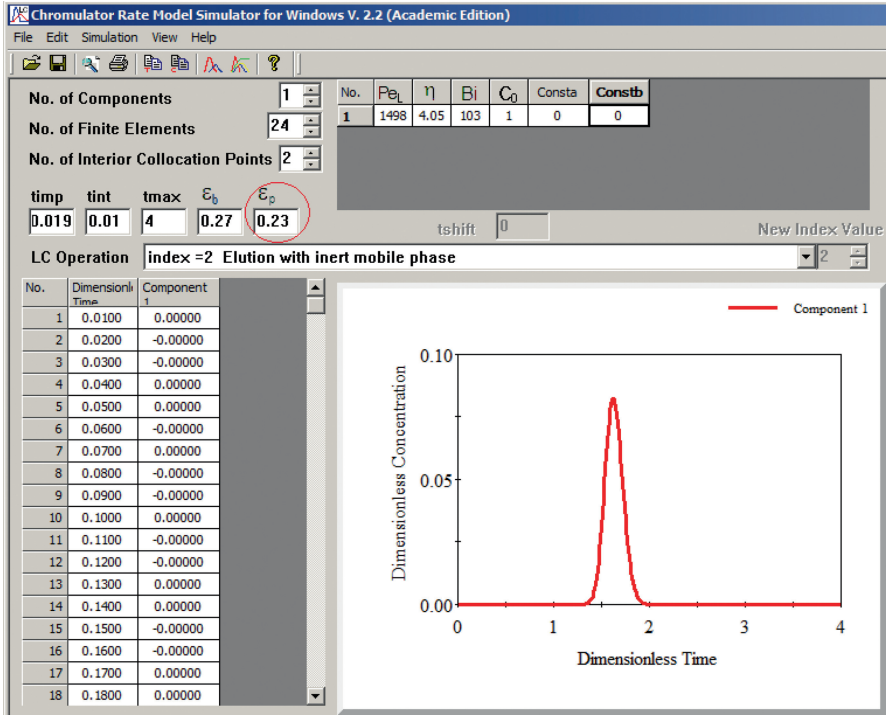 Chromulator Rate Model Simulator for Windows V. 2.2 (Academic Edition)
File Edit Simulation View Help
No. of Components 1
No. of Finite Elements 24
No. of Interior Collocation Points 2
No. PeL η Bi C0 Consta Constb
1 1498 4.05 103 1 0 0
timp tint tmax εb εp
0.019 0.01 4 0.27 0.23
tshift 0 New Index Value
LC Operation index =2 Elution with inert mobile phase 2
No. Dimensionl Component
Time 1
1 0.0100 0.00000
2 0.0200 -0.00000
3 0.0300 -0.00000
4 0.0400 0.00000
5 0.0500 0.00000
6 0.0600 -0.00000
7 0.0700 0.00000
8 0.0800 -0.00000
9 0.0900 -0.00000
10 0.1000 0.00000
11 0.1100 -0.00000
12 0.1200 -0.00000
13 0.1300 0.00000
14 0.1400 0.00000
15 0.1500 -0.00000
16 0.1600 -0.00000
17 0.1700 0.00000
18 0.1800 0.00000
Component 1
Dimensionless Concentration
0.10
0.05
0.00
0 1 2 3 4
Dimensionless Time